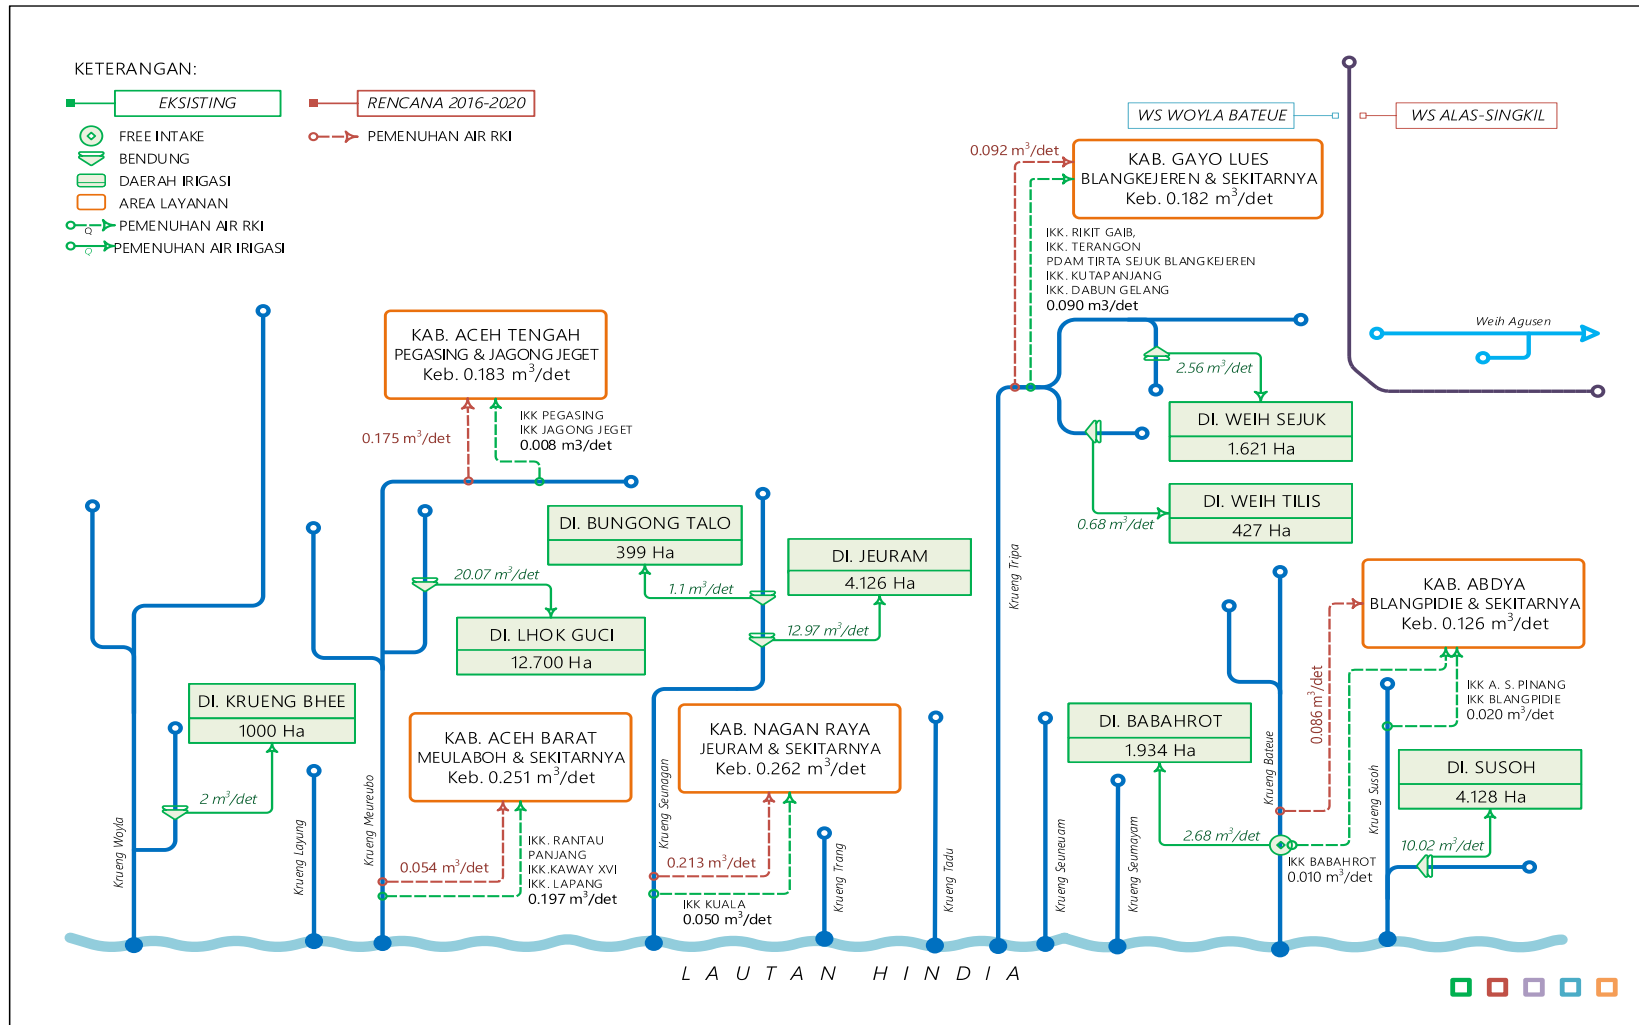 KETERANGAN:
EKSISTING
RENCANA 2016-2020
FREE INTAKE
PEMENUHAN AIR RKI
BENDUNG
DAERAH IRIGASI
AREA LAYANAN
Q PEMENUHAN AIR RKI
Q PEMENUHAN AIR IRIGASI
WS WOYLA BATEUE
WS ALAS-SINGKIL
0.092 m³/det
KAB. GAYO LUES
BLANGKEJEREN & SEKITARNYA
Keb. 0.182 m³/det
IKK. RIKIT GAIB,
IKK. TERANGON
PDAM TIRTA SEJUK BLANGKEJEREN
IKK. KUTAPANJANG
IKK. DABUN GELANG
0.090 m3/det
Weih Agusen
KAB. ACEH TENGAH
PEGASING & JAGONG JEGET
Keb. 0.183 m³/det
0.175 m³/det
IKK PEGASING
IKK JAGONG JEGET
0.008 m3/det
2.56 m³/det
DI. WEIH SEJUK
1.621 Ha
0.68 m³/det
DI. WEIH TILIS
427 Ha
DI. BUNGONG TALO
399 Ha
DI. JEURAM
4.126 Ha
20.07 m³/det
1.1 m³/det
12.97 m³/det
DI. LHOK GUCI
12.700 Ha
Krueng Tripa
KAB. ABDYA
BLANGPIDIE & SEKITARNYA
Keb. 0.126 m³/det
0.086 m³/det
IKK A. S. PINANG
IKK BLANGPIDIE
0.020 m³/det
DI. KRUENG BHEE
1000 Ha
2 m³/det
KAB. ACEH BARAT
MEULABOH & SEKITARNYA
Keb. 0.251 m³/det
KAB. NAGAN RAYA
JEURAM & SEKITARNYA
Keb. 0.262 m³/det
DI. BABAHROT
1.934 Ha
2.68 m³/det
DI. SUSOH
4.128 Ha
10.02 m³/det
IKK BABAHROT
0.010 m³/det
0.054 m³/det
IKK. RANTAU
PANJANG
IKK.KAWAY XVI
IKK. LAPANG
0.197 m³/det
0.213 m³/det
IKK KUALA
0.050 m³/det
Krueng Woyla
Krueng Layung
Krueng Meureubo
Krueng Seunagan
Krueng Trang
Krueng Tadu
Krueng Seuneuam
Krueng Seumayam
Krueng Bateue
Krueng Susoh
LAUTAN HINDIA